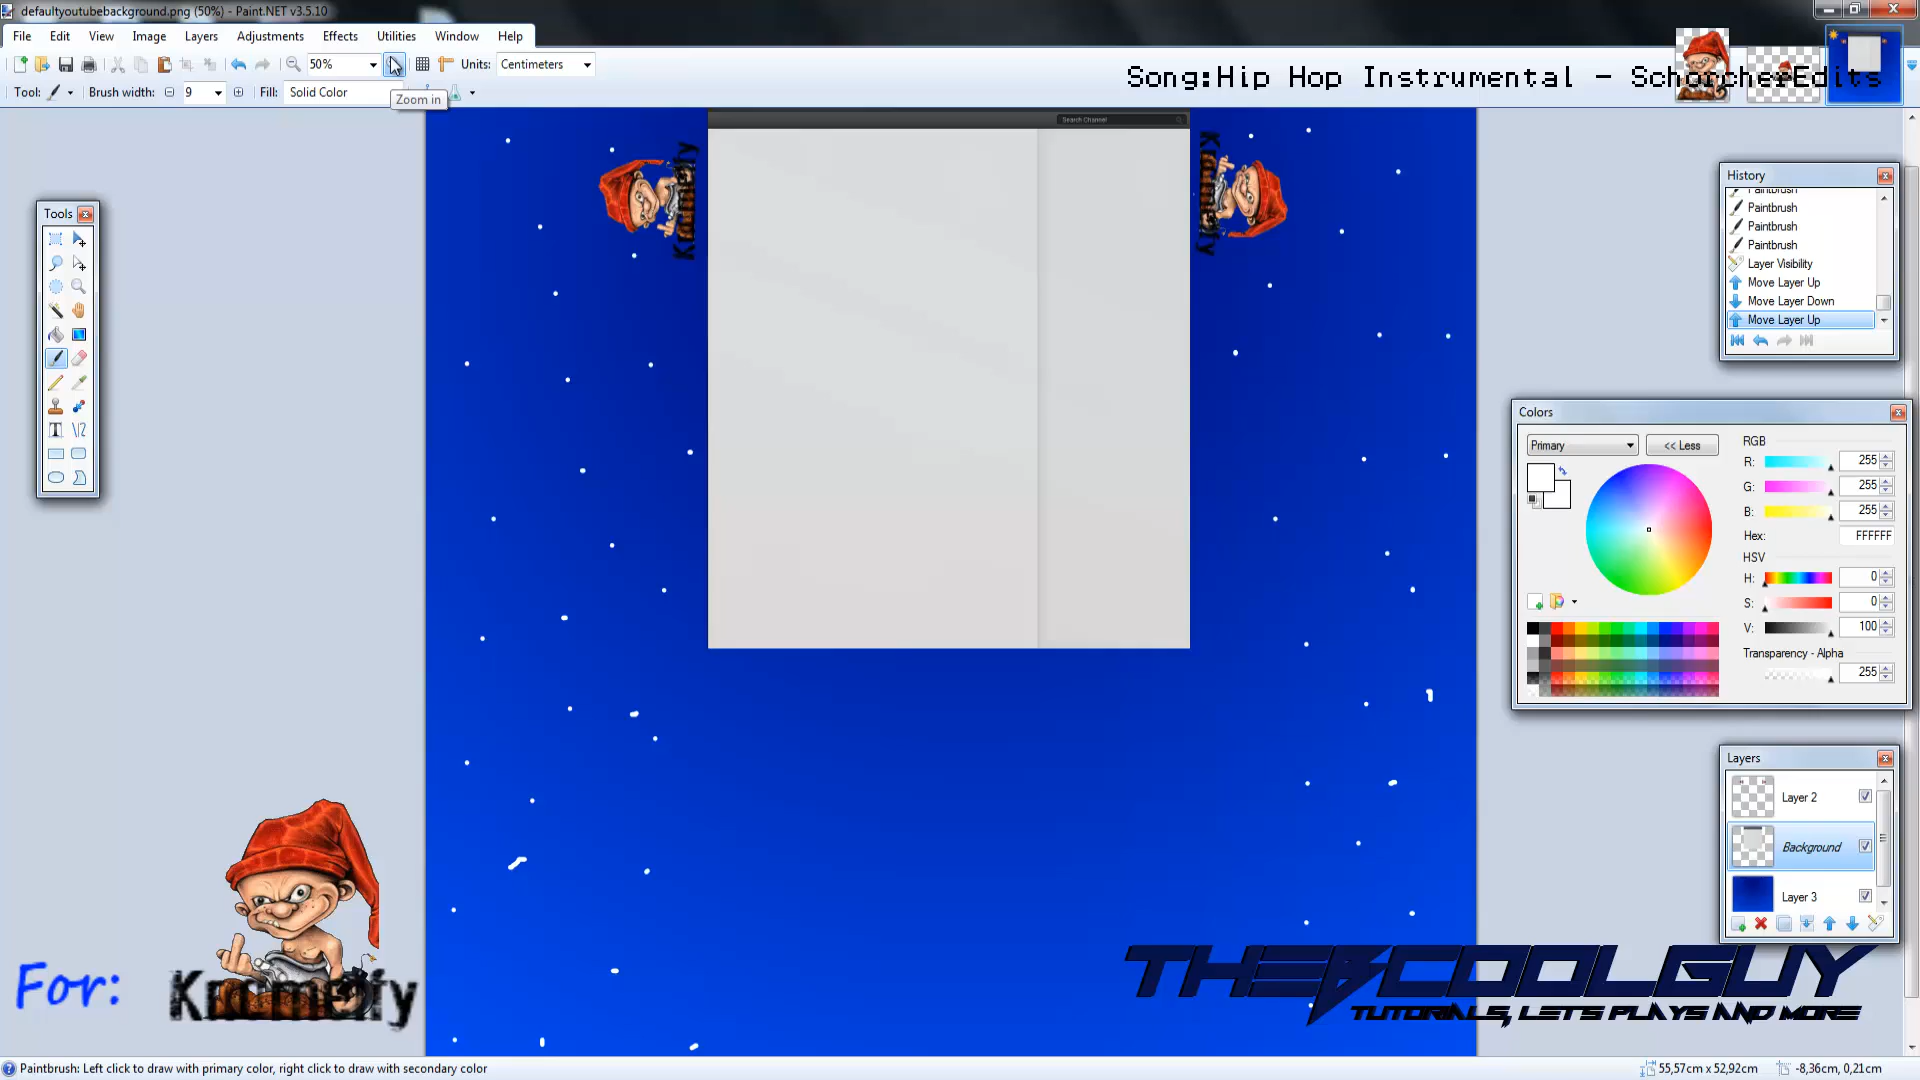 defaultyoutubebackground.png (50%) - Paint.NET v3.5.10
File Edit View Image Layers Adjustments Effects Utilities Window Help
50% Units: Centimeters
Song:Hip Hop Instrumental - SchorcherEdits
Tool: Brush width: 9 Fill: Solid Color
Zoom in
Search Channel
History
Paintbrush
Paintbrush
Paintbrush
Paintbrush
Layer Visibility
Move Layer Up
Move Layer Down
Move Layer Up
Tools
Colors
Primary << Less RGB
R: 255
G: 255
B: 255
Hex: FFFFFF
HSV
H: 0
S: 0
V: 100
Transparency - Alpha
255
Layers
Layer 2
Background
Layer 3
For:
THEBCOOLGUY
TUTORIALS, LETS PLAYS AND MORE
Paintbrush: Left click to draw with primary color, right click to draw with secondary color
55,57cm x 52,92cm -8,36cm, 0,21cm